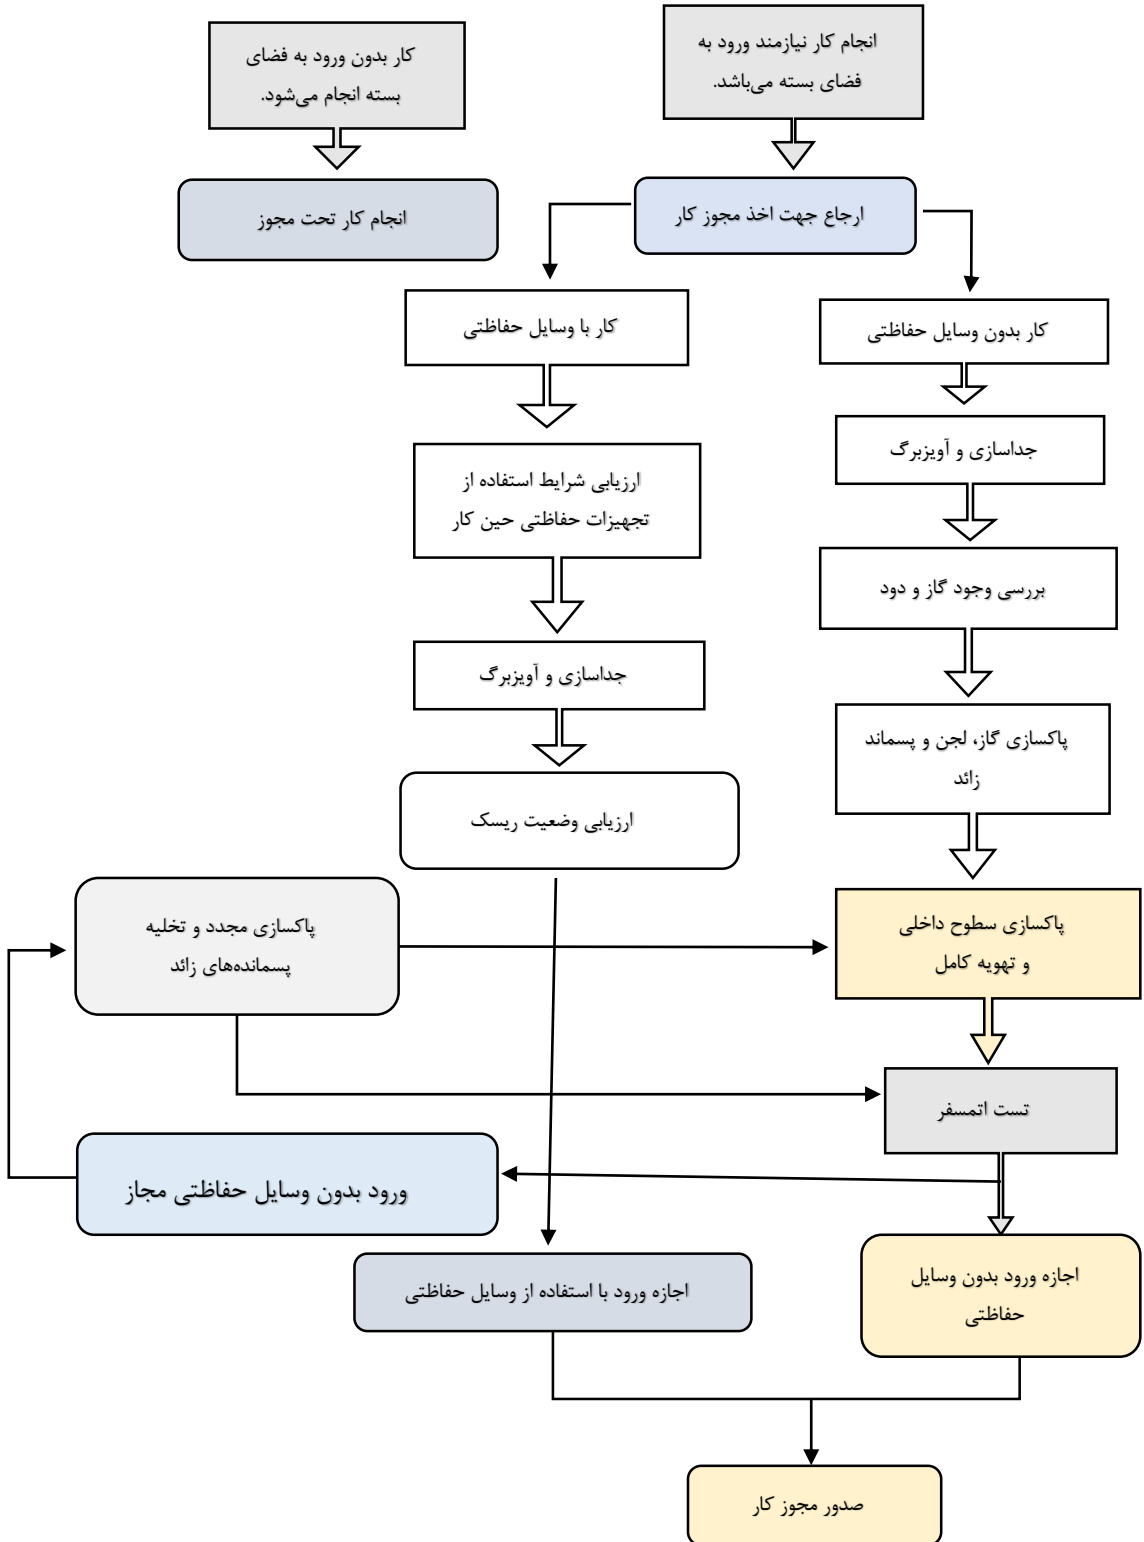 انجام کار نیازمند ورود به
فضای بسته می‌باشد.
کار بدون ورود به فضای
بسته انجام می‌شود.
ارجاع جهت اخذ مجوز کار
انجام کار تحت مجوز
کار بدون وسایل حفاظتی
کار با وسایل حفاظتی
جداسازی و آویزبرگ
ارزیابی شرایط استفاده از
تجهیزات حفاظتی حین کار
بررسی وجود گاز و دود
جداسازی و آویزبرگ
پاکسازی گاز، لجن و پسماند
زائد
ارزیابی وضعیت ریسک
پاکسازی سطوح داخلی
و تهویه کامل
پاکسازی مجدد و تخلیه
پسمانده‌های زائد
تست اتمسفر
ورود بدون وسایل حفاظتی مجاز
اجازه ورود بدون وسایل
حفاظتی
اجازه ورود با استفاده از وسایل حفاظتی
صدور مجوز کار